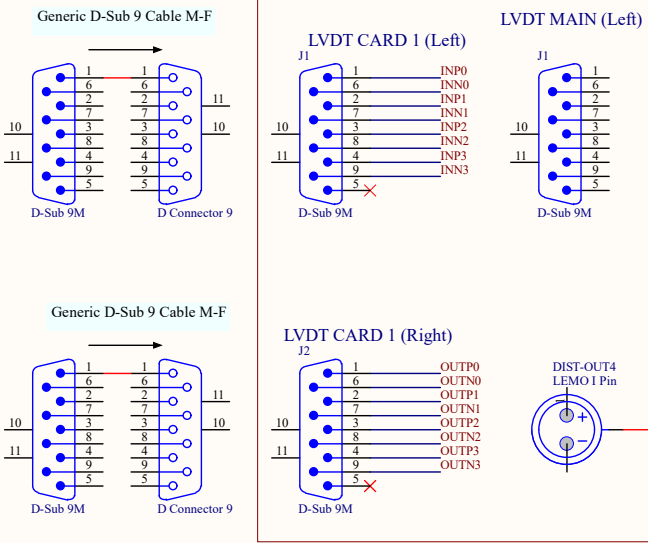 Generic D-Sub 9 Cable M-F
1
6
2
7
3
8
4
9
5
10
11
D-Sub 9M
1
6
2
7
3
8
4
9
5
11
10
D Connector 9
LVDT CARD 1 (Left)
J1
1 INP0
6 INN0
2 INP1
7 INN1
3 INP2
8 INN2
4 INP3
9 INN3
5
10
11
D-Sub 9M
LVDT MAIN (Left)
J1
1
6
2
7
3
8
4
9
5
10
11
D-Sub 9M
Generic D-Sub 9 Cable M-F
1
6
2
7
3
8
4
9
5
10
11
D-Sub 9M
1
6
2
7
3
8
4
9
5
11
10
D Connector 9
LVDT CARD 1 (Right)
J2
1 OUTP0
6 OUTN0
2 OUTP1
7 OUTN1
3 OUTP2
8 OUTN2
4 OUTP3
9 OUTN3
5
10
11
D-Sub 9M
DIST-OUT4
LEMO I Pin
+
−